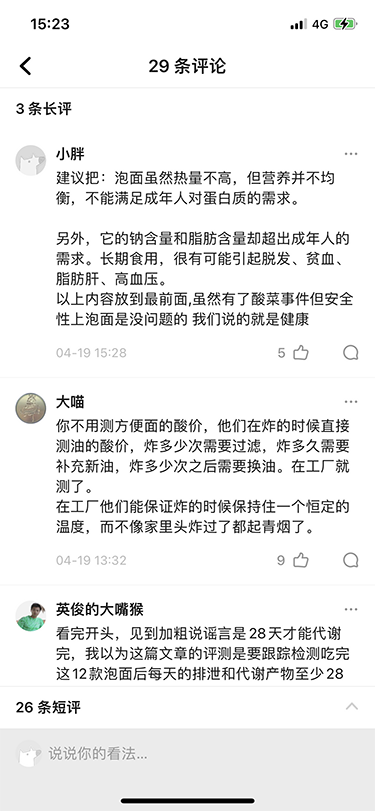 15:23
4G
29 条评论
3 条长评
小胖
建议把：泡面虽然热量不高，但营养并不均
衡，不能满足成年人对蛋白质的需求。
另外，它的钠含量和脂肪含量却超出成年人的
需求。长期食用，很有可能引起脱发、贫血、
脂肪肝、高血压。
以上内容放到最前面,虽然有了酸菜事件但安全
性上泡面是没问题的 我们说的就是健康
04-19 15:28
5
大喵
你不用测方便面的酸价，他们在炸的时候直接
测油的酸价，炸多少次需要过滤，炸多久需要
补充新油，炸多少次之后需要换油。在工厂就
测了。
在工厂他们能保证炸的时候保持住一个恒定的
温度，而不像家里头炸过了都起青烟了。
04-19 13:32
9
英俊的大嘴猴
看完开头，见到加粗说谣言是28天才能代谢
完，我以为这篇文章的评测是要跟踪检测吃完
这12款泡面后每天的排泄和代谢产物至少28
26 条短评
说说你的看法...